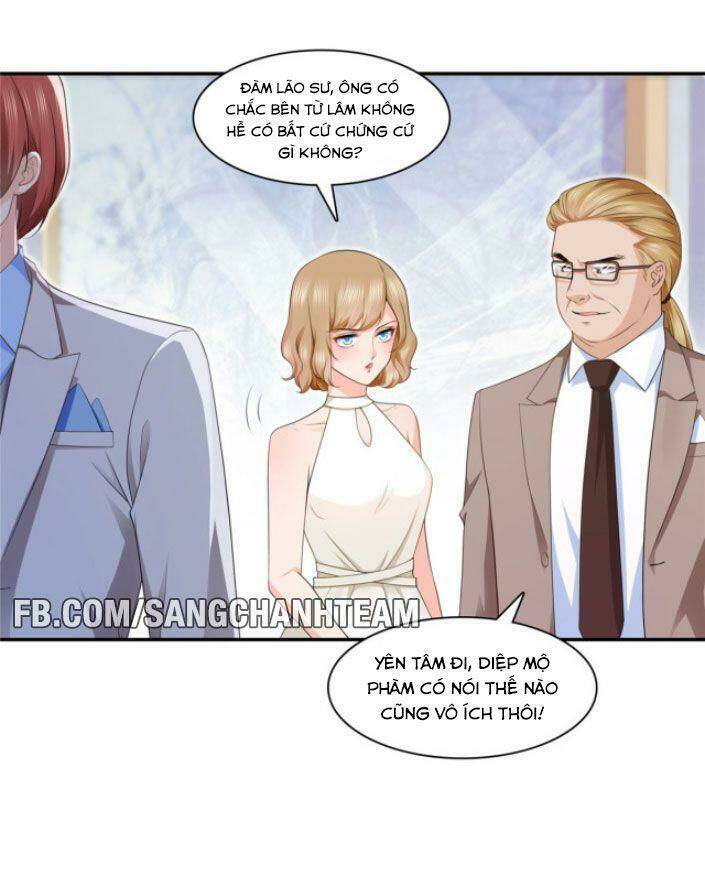 ĐÀM LÃO SƯ, ÔNG CÓ
CHẮC BÊN TỪ LÂM KHÔNG
HỀ CÓ BẤT CỨ CHỨNG CỨ
GÌ KHÔNG?
FB.COM/SANGCHANHTEAM
YÊN TÂM ĐI, DIỆP MỘ
PHÀM CÓ NÓI THẾ NÀO
CŨNG VÔ ÍCH THÔI!